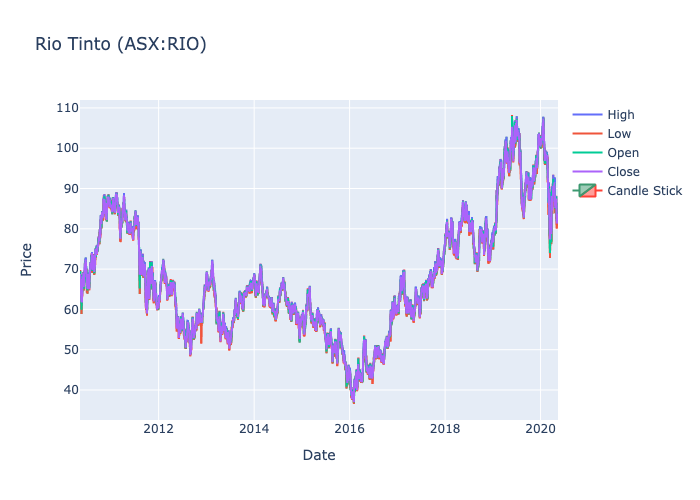 Rio Tinto (ASX:RIO)
110
100
90
80
70
60
50
40
Price
2012
2014
2016
2018
2020
Date
High
Low
Open
Close
Candle Stick